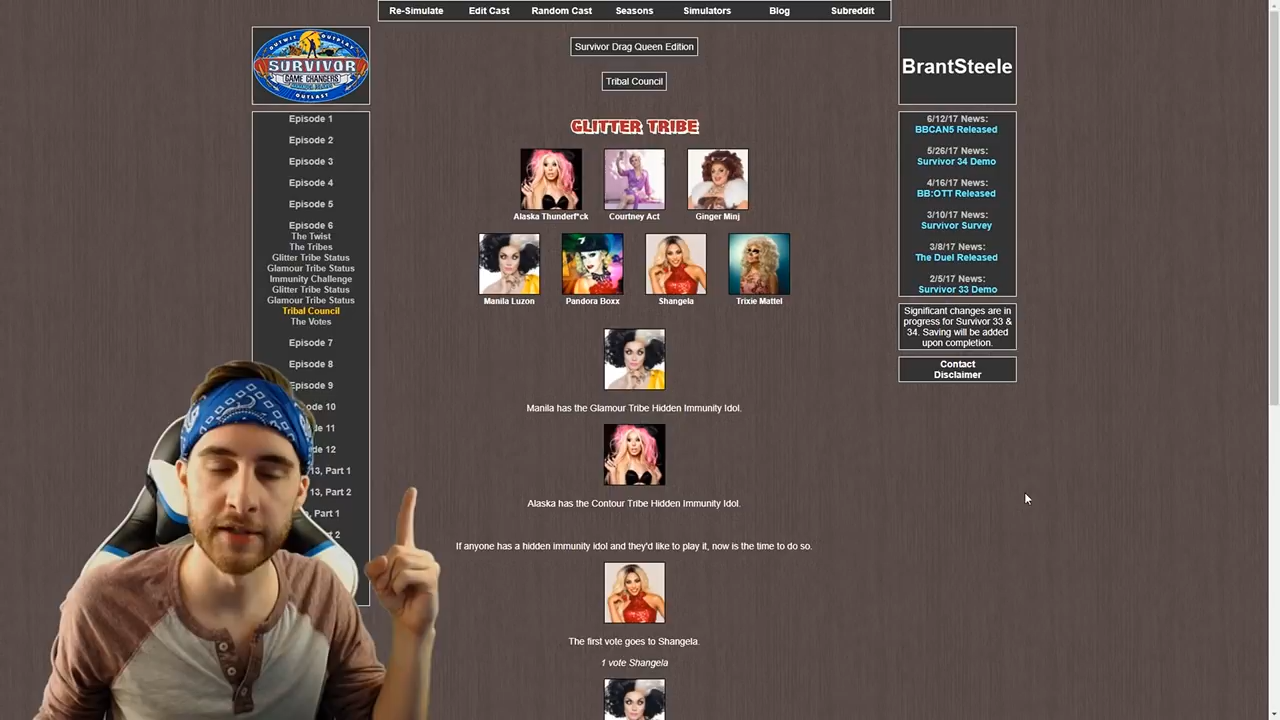 Re-Simulate
Edit Cast
Random Cast
Seasons
Simulators
Blog
Subreddit
OUTWIT OUTPLAY
SURVIVOR
GAME CHANGERS
OUTLAST
Episode 1
Episode 2
Episode 3
Episode 4
Episode 5
Episode 6
The Twist
The Tribes
Glitter Tribe Status
Glamour Tribe Status
Immunity Challenge
Glitter Tribe Status
Glamour Tribe Status
Tribal Council
The Votes
Episode 7
Episode 8
Episode 9
ode 10
de 11
de 12
13, Part 1
13, Part 2
, Part 1
t 2
Survivor Drag Queen Edition
Tribal Council
GLITTER TRIBE
Alaska Thunderf*ck
Courtney Act
Ginger Minj
Manila Luzon
Pandora Boxx
Shangela
Trixie Mattel
Manila has the Glamour Tribe Hidden Immunity Idol.
Alaska has the Contour Tribe Hidden Immunity Idol.
If anyone has a hidden immunity idol and they'd like to play it, now is the time to do so.
The first vote goes to Shangela.
1 vote Shangela
BrantSteele
6/12/17 News:
BBCAN5 Released
5/26/17 News:
Survivor 34 Demo
4/16/17 News:
BB:OTT Released
3/10/17 News:
Survivor Survey
3/8/17 News:
The Duel Released
2/5/17 News:
Survivor 33 Demo
Significant changes are in
progress for Survivor 33 &
34. Saving will be added
upon completion.
Contact
Disclaimer